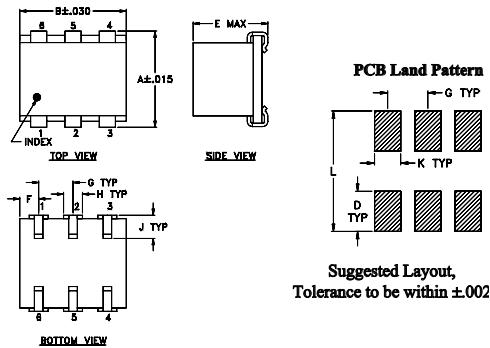 B±.030
6 5 4
A±.015
1 2 3
INDEX
TOP VIEW
E MAX
SIDE VIEW
PCB Land Pattern
G TYP
L
K TYP
D
TYP
Suggested Layout,
Tolerance to be within ±.002
G TYP
H TYP
F
1 2 3
J TYP
6 5 4
BOTTOM VIEW